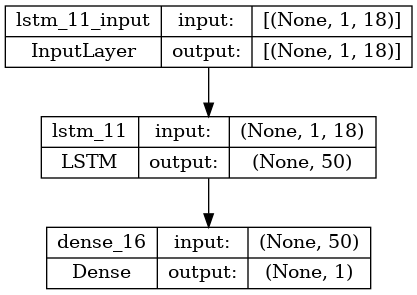 lstm_11_input input: [(None, 1, 18)]
InputLayer output: [(None, 1, 18)]
lstm_11 input: (None, 1, 18)
LSTM output: (None, 50)
dense_16 input: (None, 50)
Dense output: (None, 1)